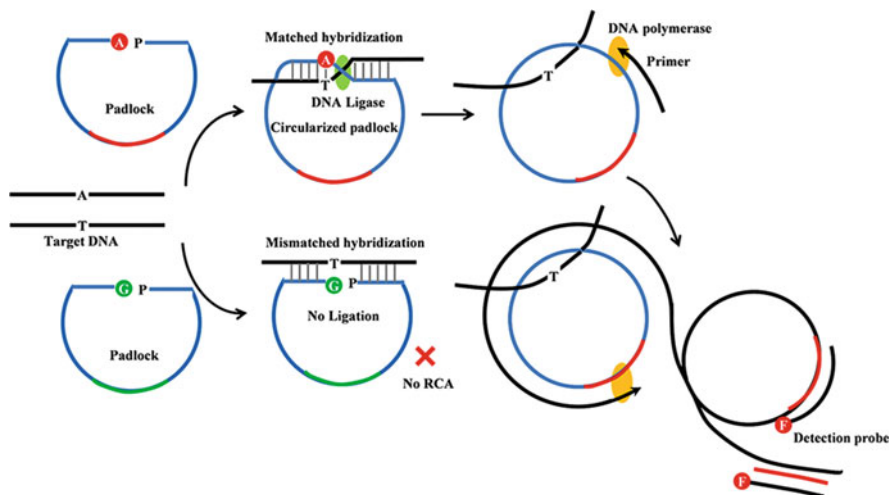 A P
Padlock
Matched hybridization
A
T
DNA Ligase
Circularized padlock
DNA polymerase
Primer
T
A
T
Target DNA
G P
Padlock
Mismatched hybridization
T
G P
No Ligation
No RCA
T
F
Detection probe
F